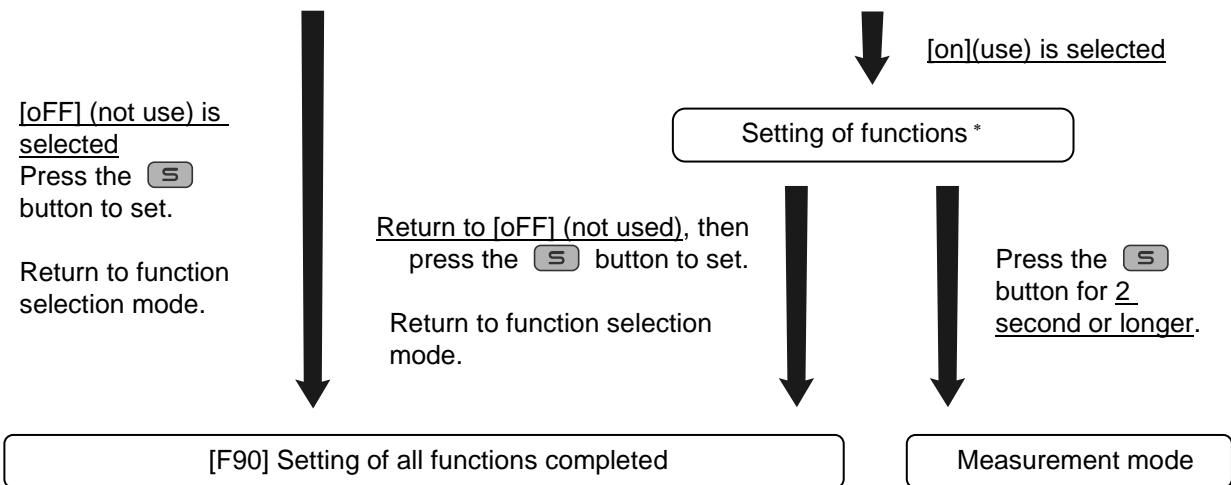 [on](use) is selected
[oFF] (not use) is
selected
Press the S
button to set.
Return to function
selection mode.
Setting of functions *
Return to [oFF] (not used), then
press the S button to set.
Return to function selection
mode.
Press the S
button for 2
second or longer.
[F90] Setting of all functions completed
Measurement mode